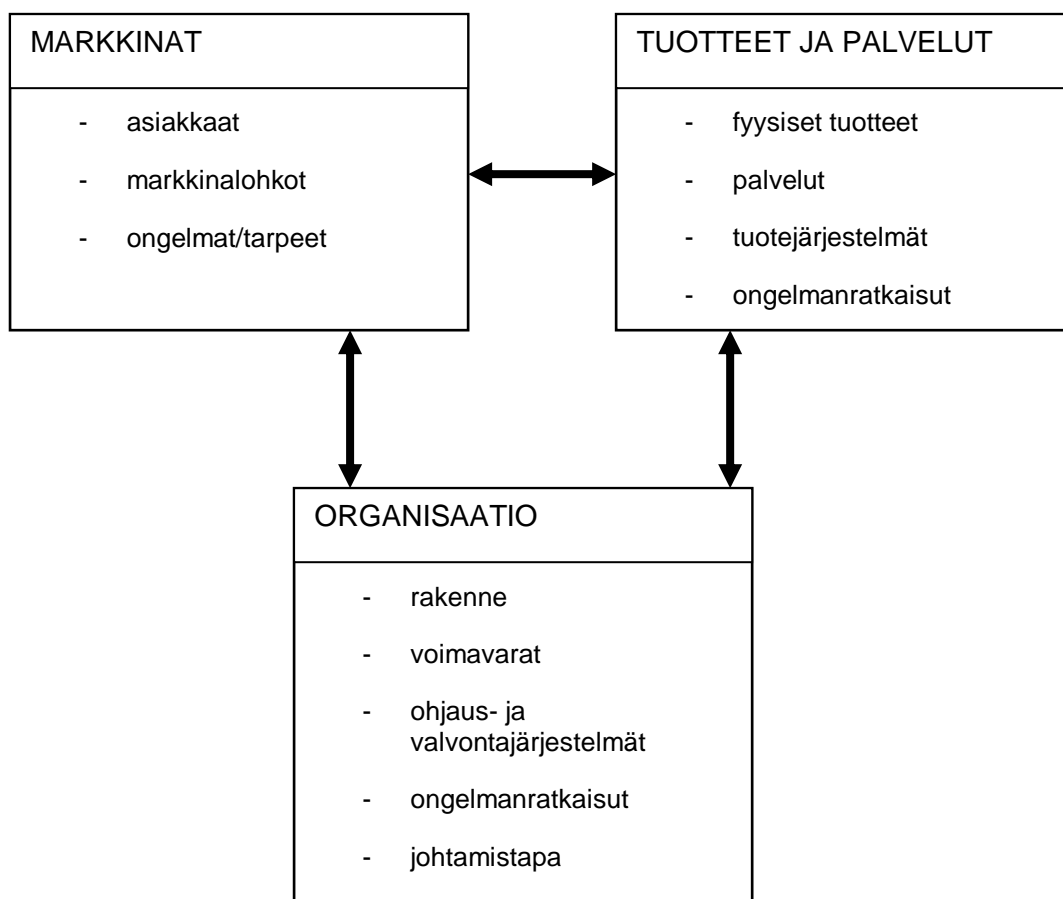 MARKKINAT
- asiakkaat
- markkinalohkot
- ongelmat/tarpeet
TUOTTEET JA PALVELUT
- fyysiset tuotteet
- palvelut
- tuotejärjestelmät
- ongelmanratkaisut
ORGANISAATIO
- rakenne
- voimavarat
- ohjaus- ja
valvontajärjestelmät
- ongelmanratkaisut
- johtamistapa